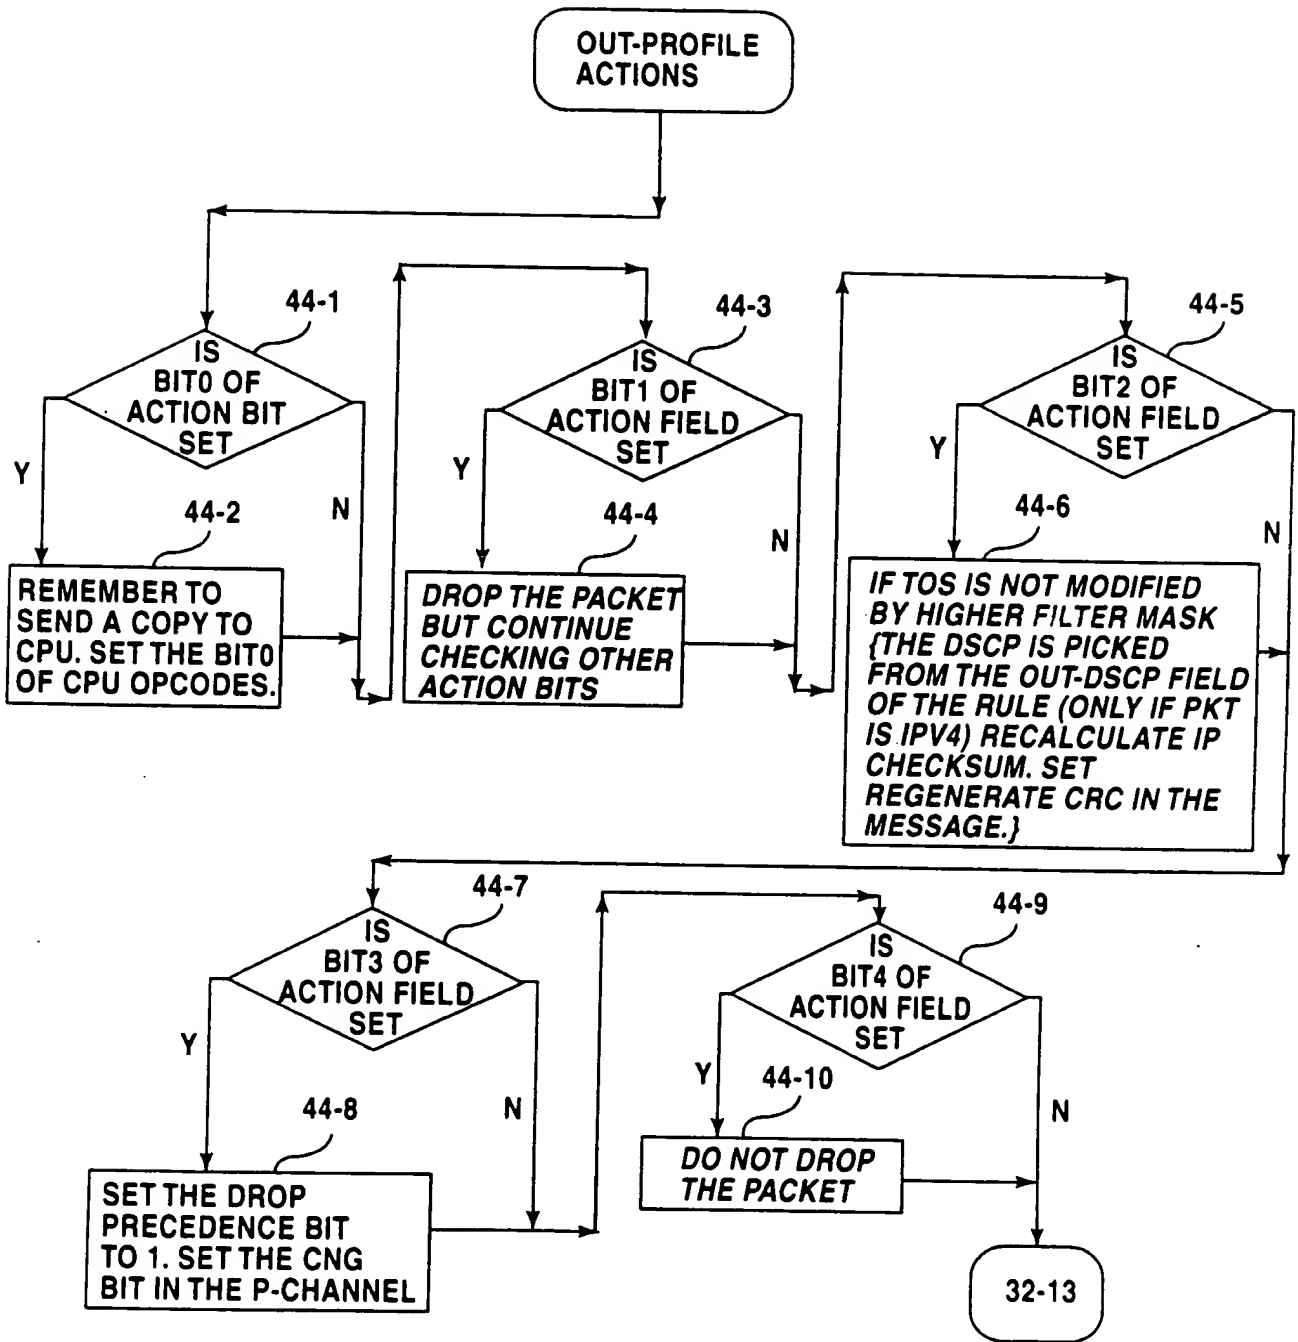 OUT-PROFILE
ACTIONS
44-1
IS
BIT0 OF
ACTION BIT
SET
Y
N
44-2
REMEMBER TO
SEND A COPY TO
CPU. SET THE BIT0
OF CPU OPCODES.
44-3
IS
BIT1 OF
ACTION FIELD
SET
Y
N
44-4
DROP THE PACKET
BUT CONTINUE
CHECKING OTHER
ACTION BITS
44-5
IS
BIT2 OF
ACTION FIELD
SET
Y
N
44-6
IF TOS IS NOT MODIFIED
BY HIGHER FILTER MASK
{THE DSCP IS PICKED
FROM THE OUT-DSCP FIELD
OF THE RULE (ONLY IF PKT
IS IPV4) RECALCULATE IP
CHECKSUM. SET
REGENERATE CRC IN THE
MESSAGE.}
44-7
IS
BIT3 OF
ACTION FIELD
SET
Y
N
44-8
SET THE DROP
PRECEDENCE BIT
TO 1. SET THE CNG
BIT IN THE P-CHANNEL
44-9
IS
BIT4 OF
ACTION FIELD
SET
Y
N
44-10
DO NOT DROP
THE PACKET
32-13